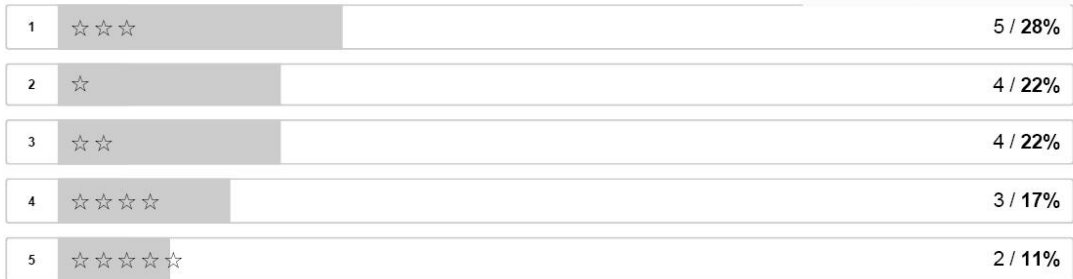 1 ☆☆☆ 5 / 28%
2 ☆ 4 / 22%
3 ☆☆ 4 / 22%
4 ☆☆☆☆ 3 / 17%
5 ☆☆☆☆☆ 2 / 11%